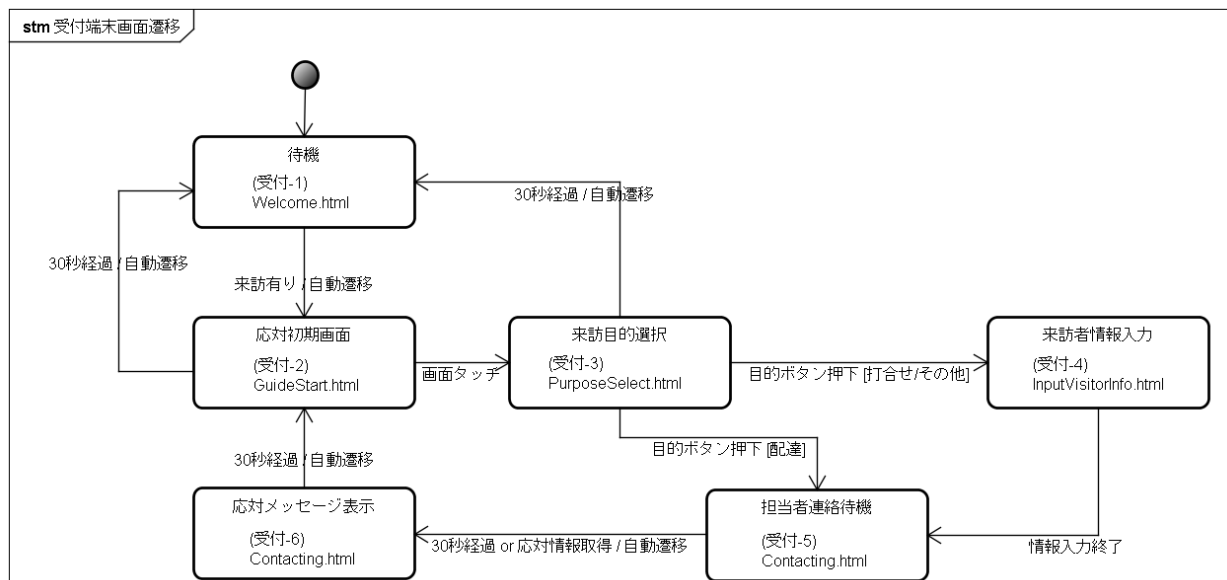 stm 受付端末画面遷移
待機
(受付-1)
Welcome.html
30秒経過 / 自動遷移
30秒経過 / 自動遷移
来訪有り / 自動遷移
応対初期画面
(受付-2)
GuideStart.html
画面タッチ
来訪目的選択
(受付-3)
PurposeSelect.html
目的ボタン押下 [打合せ/その他]
来訪者情報入力
(受付-4)
InputVisitorInfo.html
30秒経過 / 自動遷移
目的ボタン押下 [配達]
応対メッセージ表示
(受付-6)
Contacting.html
30秒経過 or 応対情報取得 / 自動遷移
担当者連絡待機
(受付-5)
Contacting.html
情報入力終了